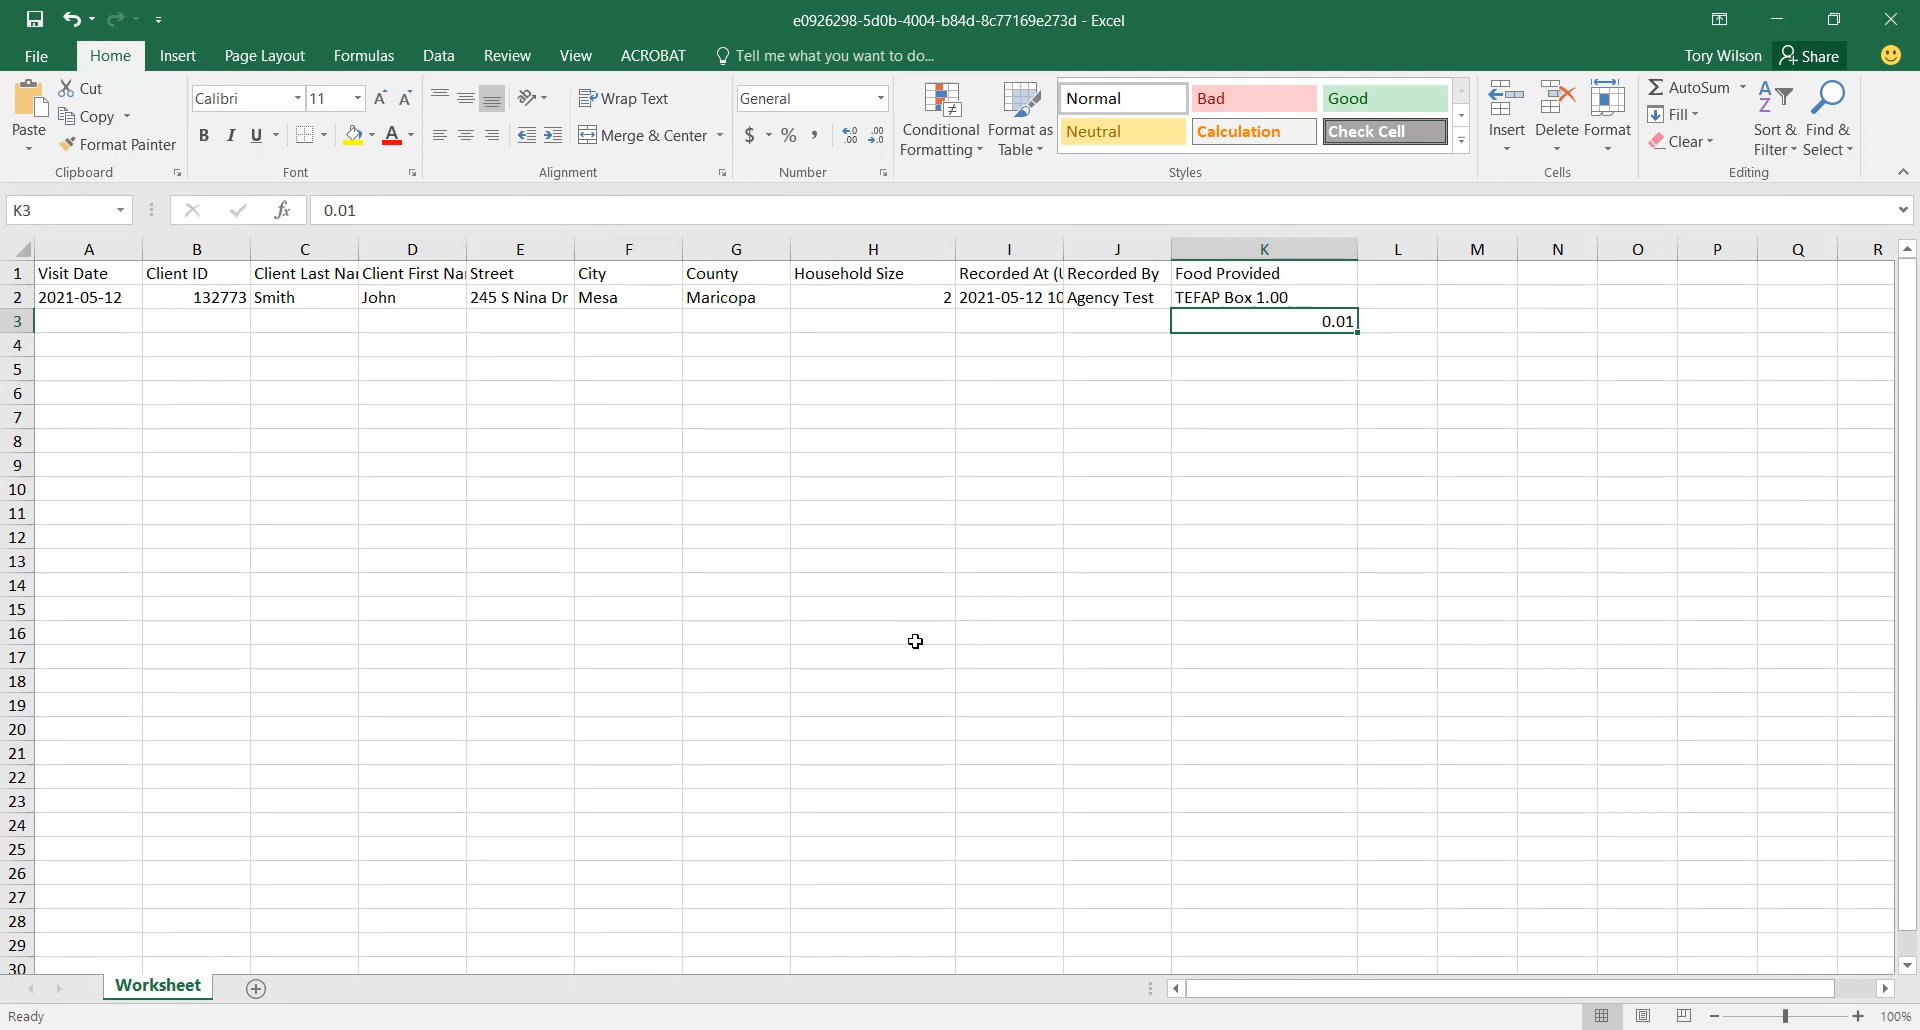 e0926298-5d0b-4004-b84d-8c77169e273d - Excel
File Home Insert Page Layout Formulas Data Review View ACROBAT Tell me what you want to do... Tory Wilson Share
Paste
Cut
Copy
Format Painter
Clipboard
Calibri 11
B I U
Font
Wrap Text
Merge & Center
Alignment
General
$ % ,
Number
Conditional Formatting
Format as Table
Normal Bad Good
Neutral Calculation Check Cell
Styles
Insert Delete Format
Cells
AutoSum
Fill
Clear
Sort & Filter
Find & Select
Editing
K3 fx 0.01
A B C D E F G H I J K L M N O P Q R
1 Visit Date Client ID Client Last Nar Client First Nar Street City County Household Size Recorded At (U Recorded By Food Provided
2 2021-05-12 132773 Smith John 245 S Nina Dr Mesa Maricopa 2 2021-05-12 10 Agency Test TEFAP Box 1.00
3 0.01
4
5
6
7
8
9
10
11
12
13
14
15
16
17
18
19
20
21
22
23
24
25
26
27
28
29
30
Worksheet
Ready 100%